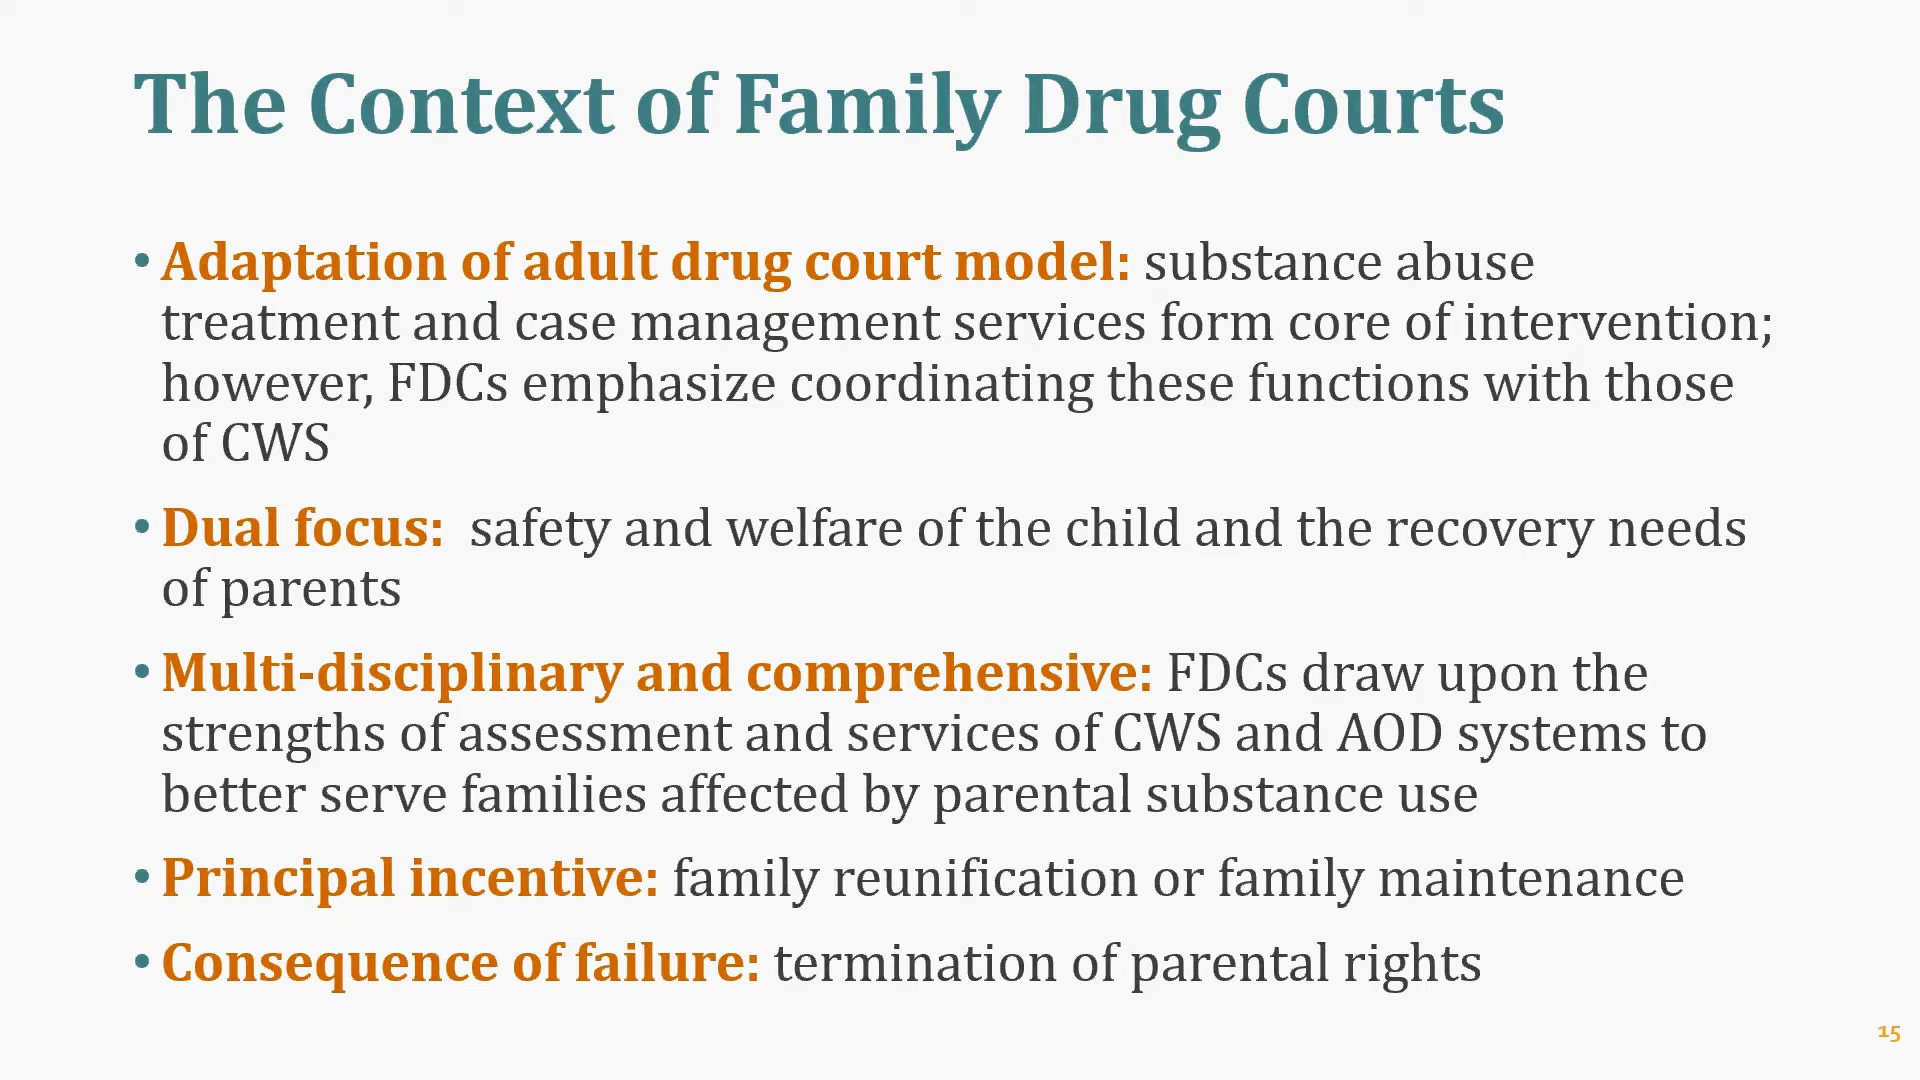 The Context of Family Drug Courts
• Adaptation of adult drug court model: substance abuse
treatment and case management services form core of intervention;
however, FDCs emphasize coordinating these functions with those
of CWS
• Dual focus:  safety and welfare of the child and the recovery needs
of parents
• Multi-disciplinary and comprehensive: FDCs draw upon the
strengths of assessment and services of CWS and AOD systems to
better serve families affected by parental substance use
• Principal incentive: family reunification or family maintenance
• Consequence of failure: termination of parental rights
15